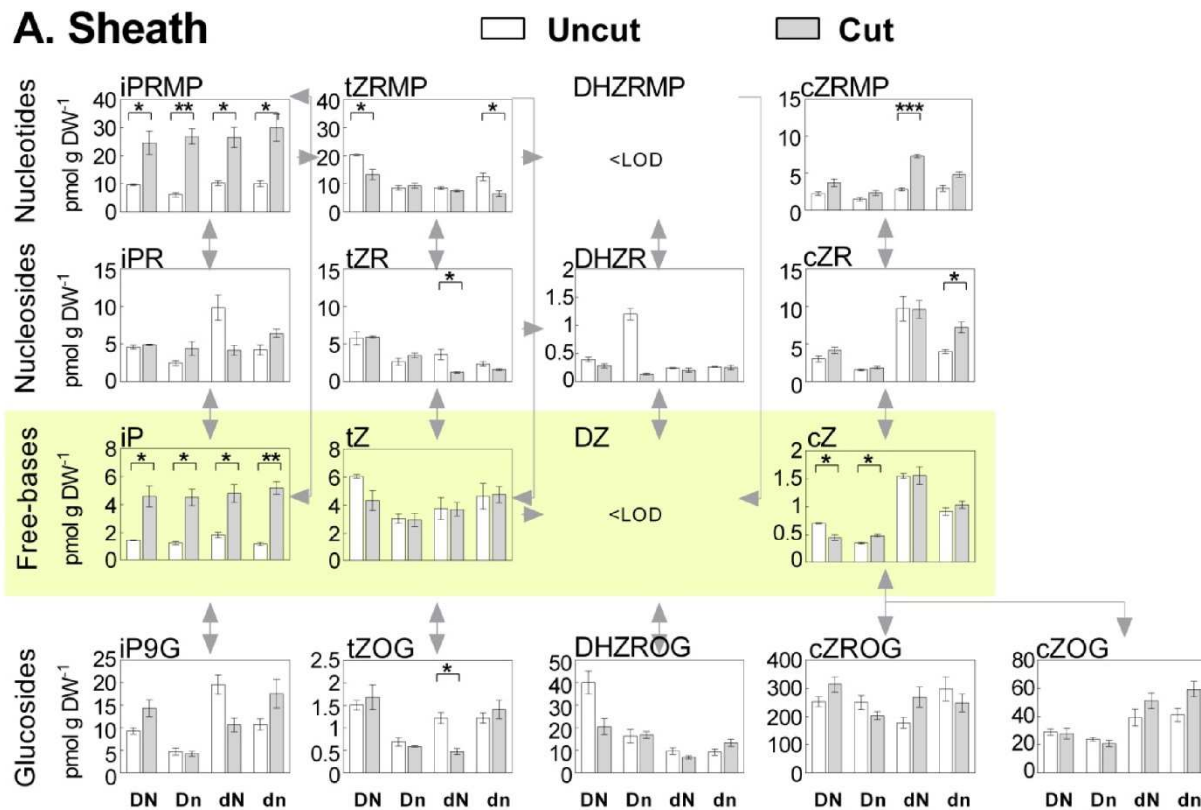 A. Sheath
Uncut
Cut
Nucleotides
pmol g DW⁻¹
iPRMP
40
30
20
10
0
*
**
*
*
tZRMP
40
30
20
10
0
*
*
DHZRMP
<LOD
cZRMP
15
10
5
0
***
Nucleosides
pmol g DW⁻¹
iPR
15
10
5
0
tZR
15
10
5
0
*
DHZR
2
1.5
1
0.5
0
cZR
15
10
5
0
*
Free-bases
pmol g DW⁻¹
iP
8
6
4
2
0
*
*
*
**
tZ
8
6
4
2
0
DZ
<LOD
cZ
2
1.5
1
0.5
0
*
*
Glucosides
pmol g DW⁻¹
iP9G
25
20
15
10
5
0
DN Dn dN dn
tZOG
2.5
2
1.5
1
0.5
0
*
DN Dn dN dn
DHZROG
50
40
30
20
10
0
DN Dn dN dn
cZROG
400
300
200
100
0
DN Dn dN dn
cZOG
80
60
40
20
0
DN Dn dN dn